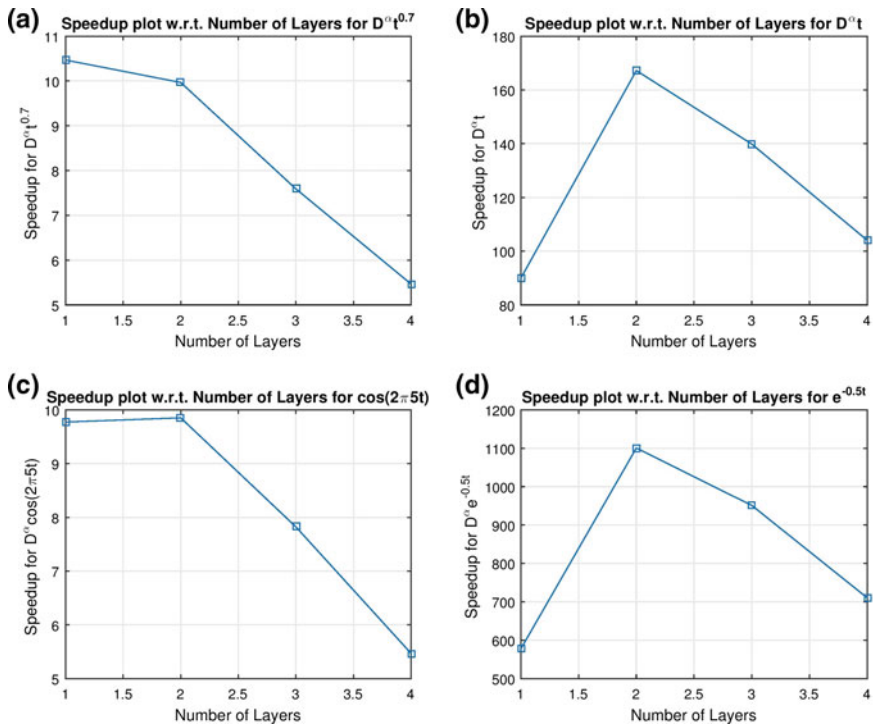 (a)
Speedup plot w.r.t. Number of Layers for D^α t^0.7
Speedup for D^α t^0.7
11
10
9
8
7
6
5
1 1.5 2 2.5 3 3.5 4
Number of Layers
(b)
Speedup plot w.r.t. Number of Layers for D^α t
Speedup for D^α t
180
160
140
120
100
80
1 1.5 2 2.5 3 3.5 4
Number of Layers
(c)
Speedup plot w.r.t. Number of Layers for cos(2π5t)
Speedup for D^α cos(2π5t)
10
9
8
7
6
5
1 1.5 2 2.5 3 3.5 4
Number of Layers
(d)
Speedup plot w.r.t. Number of Layers for e^-0.5t
Speedup for D^α e^-0.5t
1200
1100
1000
900
800
700
600
500
1 1.5 2 2.5 3 3.5 4
Number of Layers